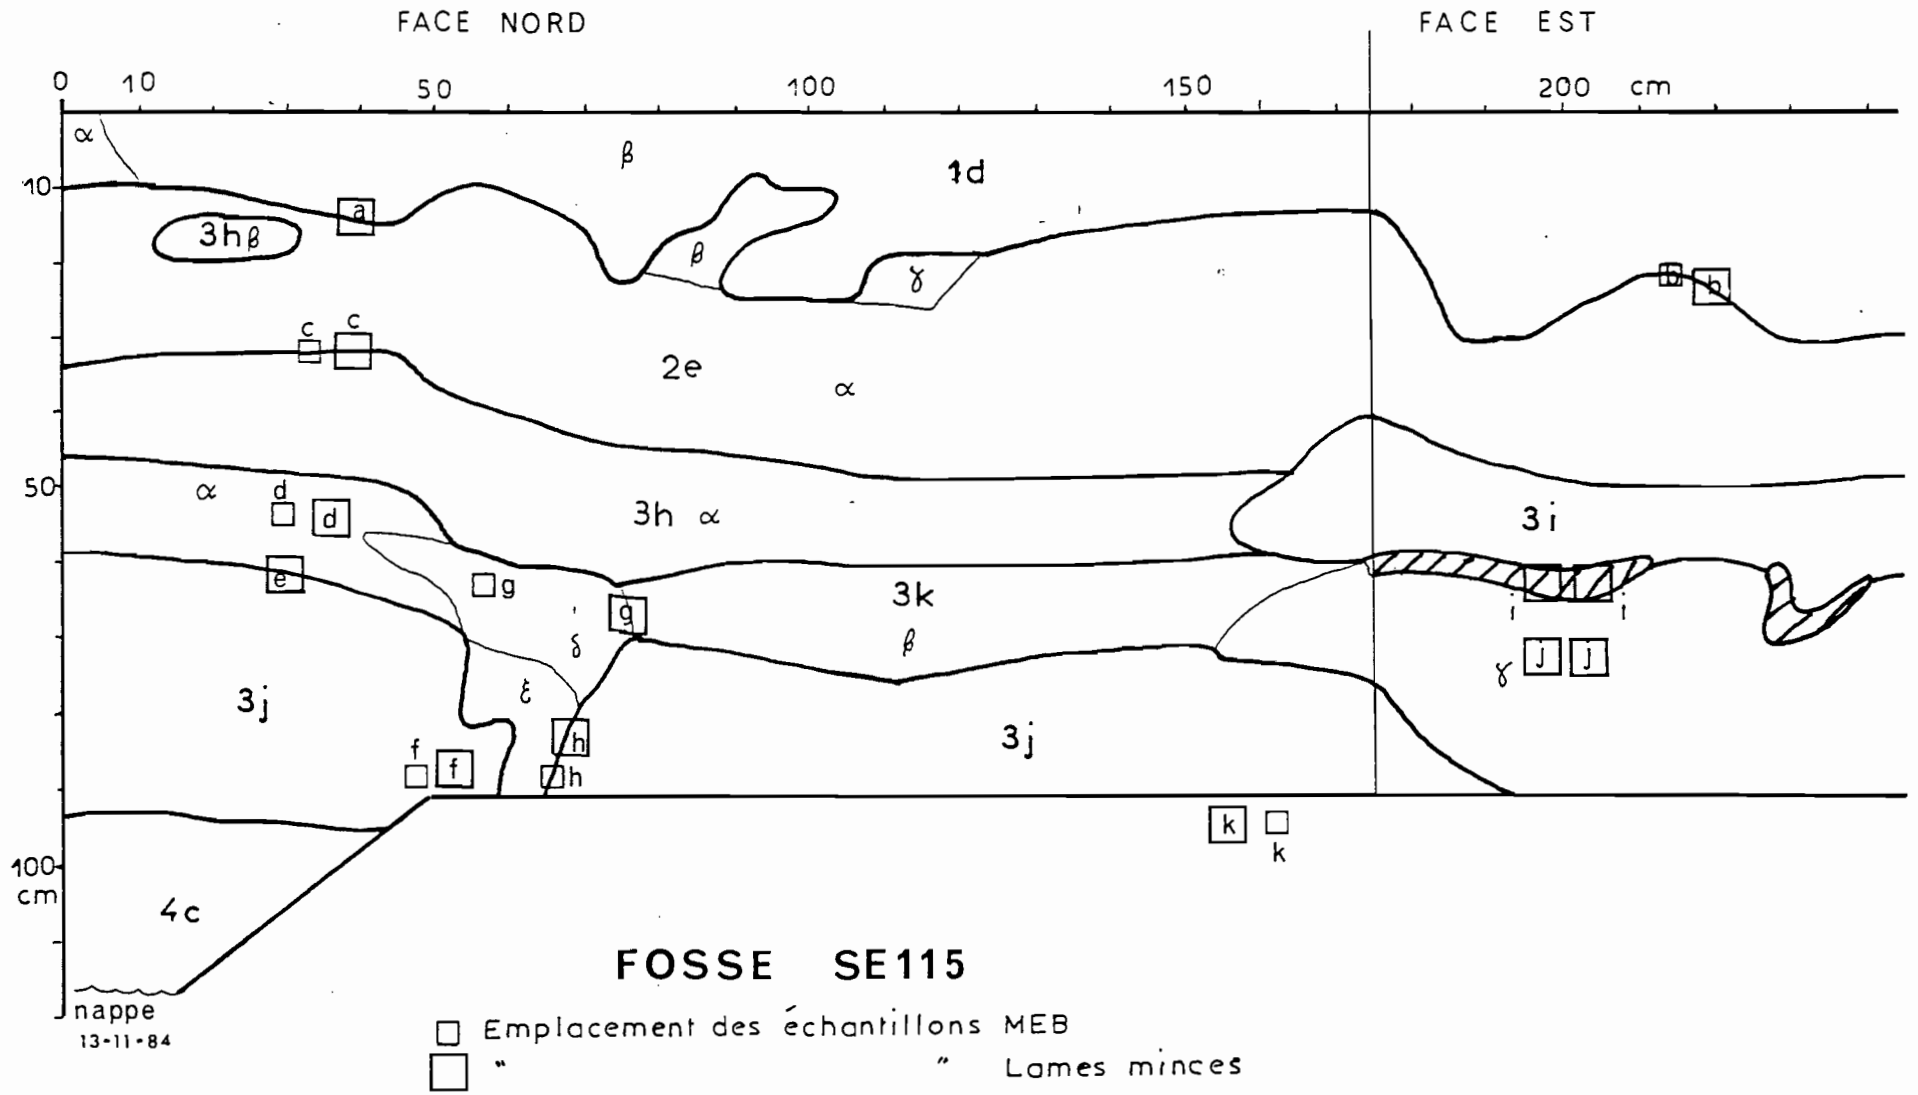 FACE NORD FACE EST
0 10 50 100 150 200 cm
α
β
1d
10
a
3hβ
β
γ
b b
c c
2e
α
50
α
d
d
3h α
3i
e
g
g
3k
i i
δ
β
j j
γ
3j
ξ
h
3j
f
f
h
k
k
100
cm
4c
FOSSE SE115
nappe
13-11-84
Emplacement des échantillons MEB
" " Lames minces